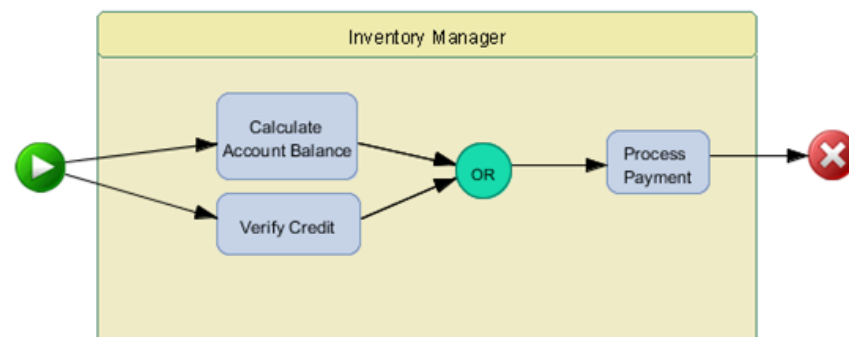 Inventory Manager
Calculate
Account Balance
Verify Credit
OR
Process
Payment